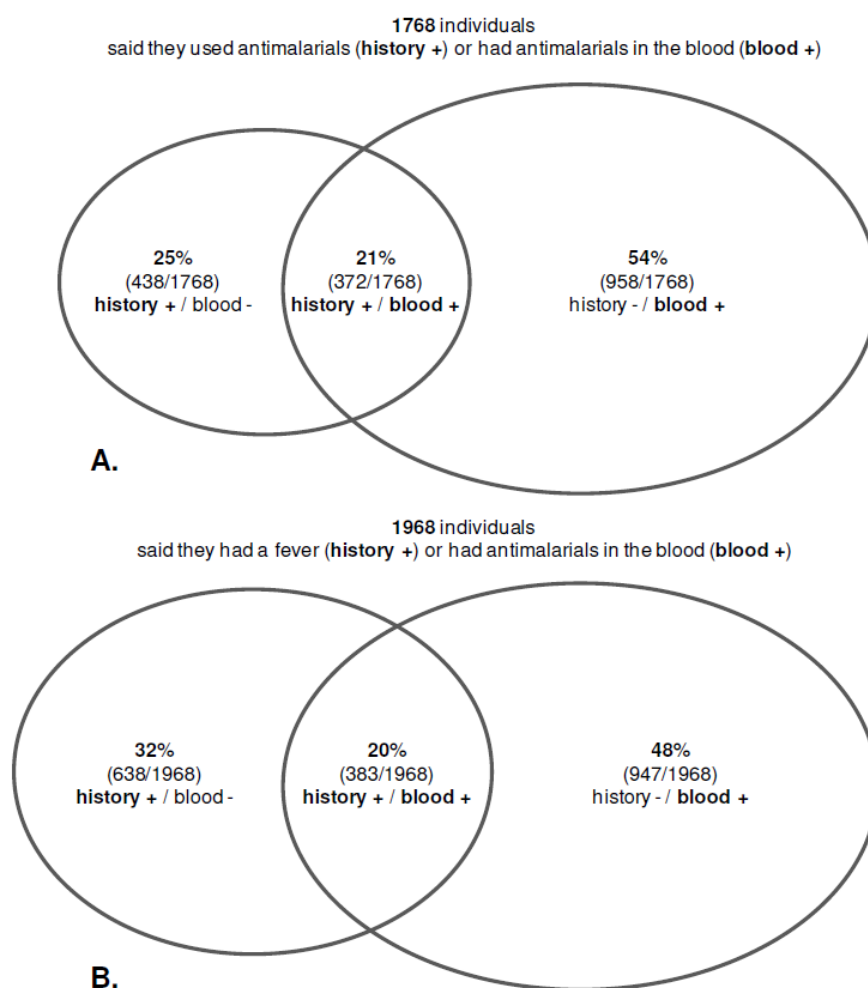 1768 individuals
said they used antimalarials (history +) or had antimalarials in the blood (blood +)
25%
(438/1768)
history + / blood -
21%
(372/1768)
history + / blood +
54%
(958/1768)
history - / blood +
A.
1968 individuals
said they had a fever (history +) or had antimalarials in the blood (blood +)
32%
(638/1968)
history + / blood -
20%
(383/1968)
history + / blood +
48%
(947/1968)
history - / blood +
B.